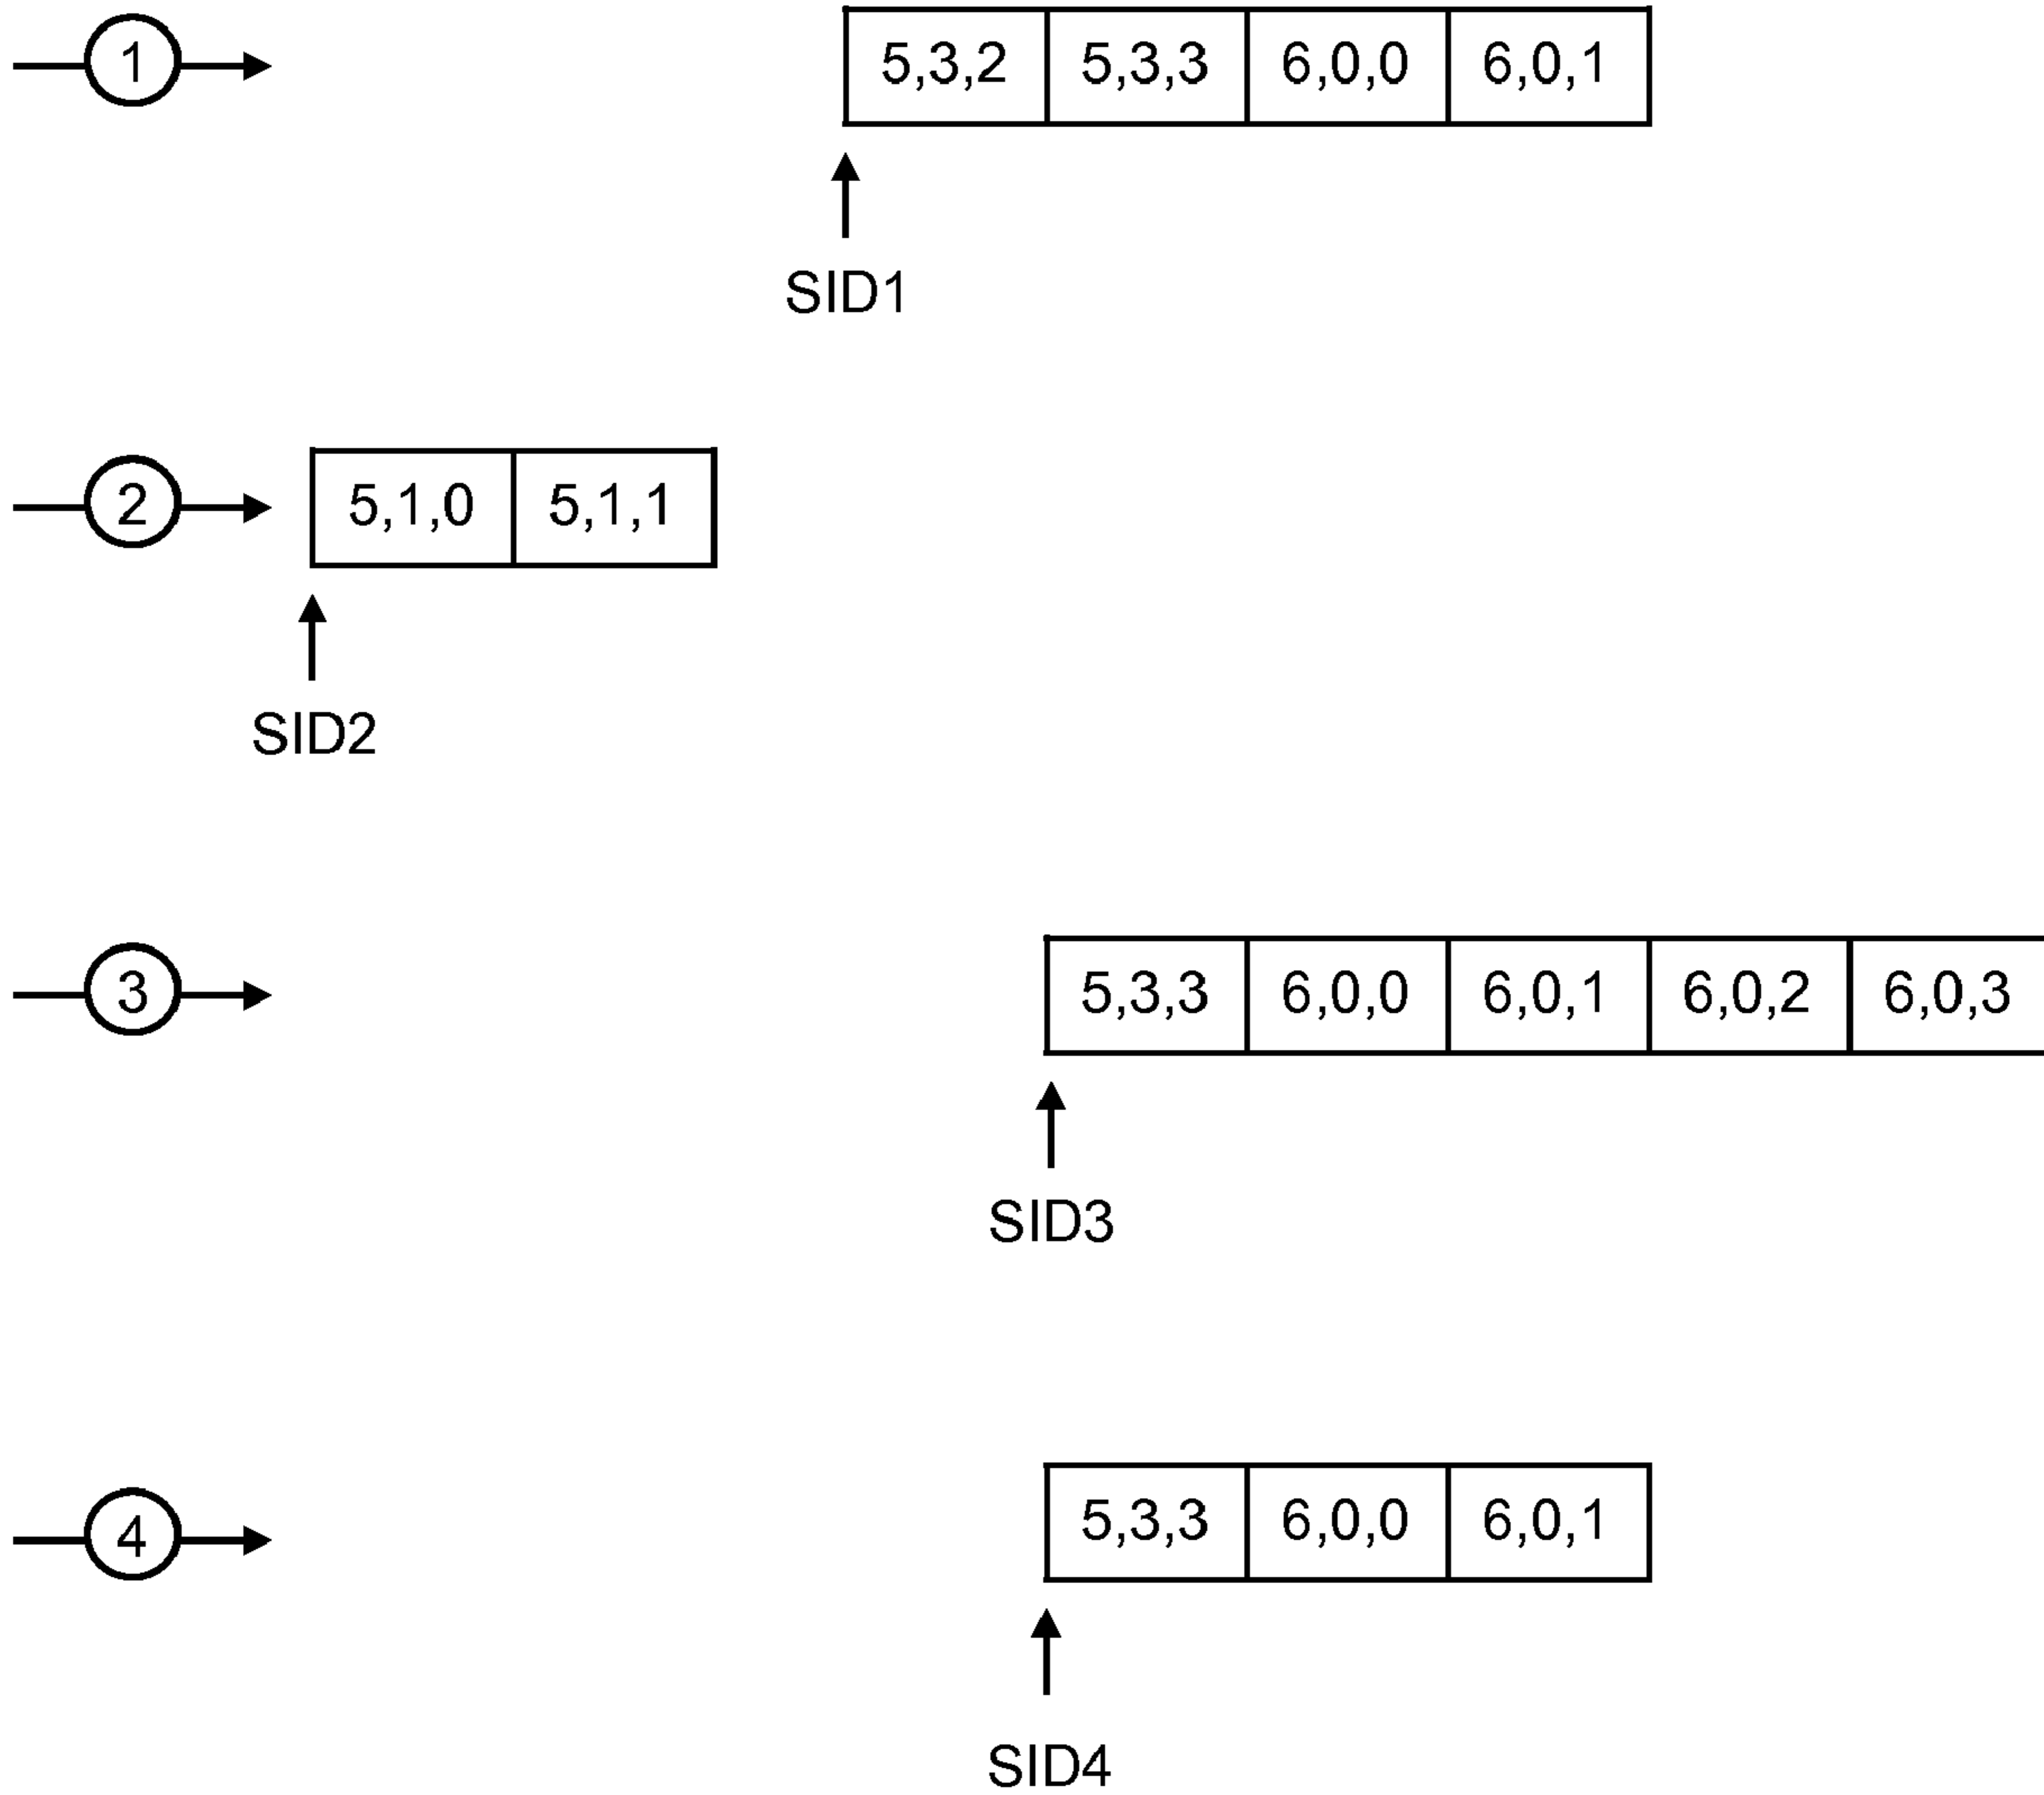 1 5,3,2 5,3,3 6,0,0 6,0,1
SID1
2 5,1,0 5,1,1
SID2
3 5,3,3 6,0,0 6,0,1 6,0,2 6,0,3
SID3
4 5,3,3 6,0,0 6,0,1
SID4